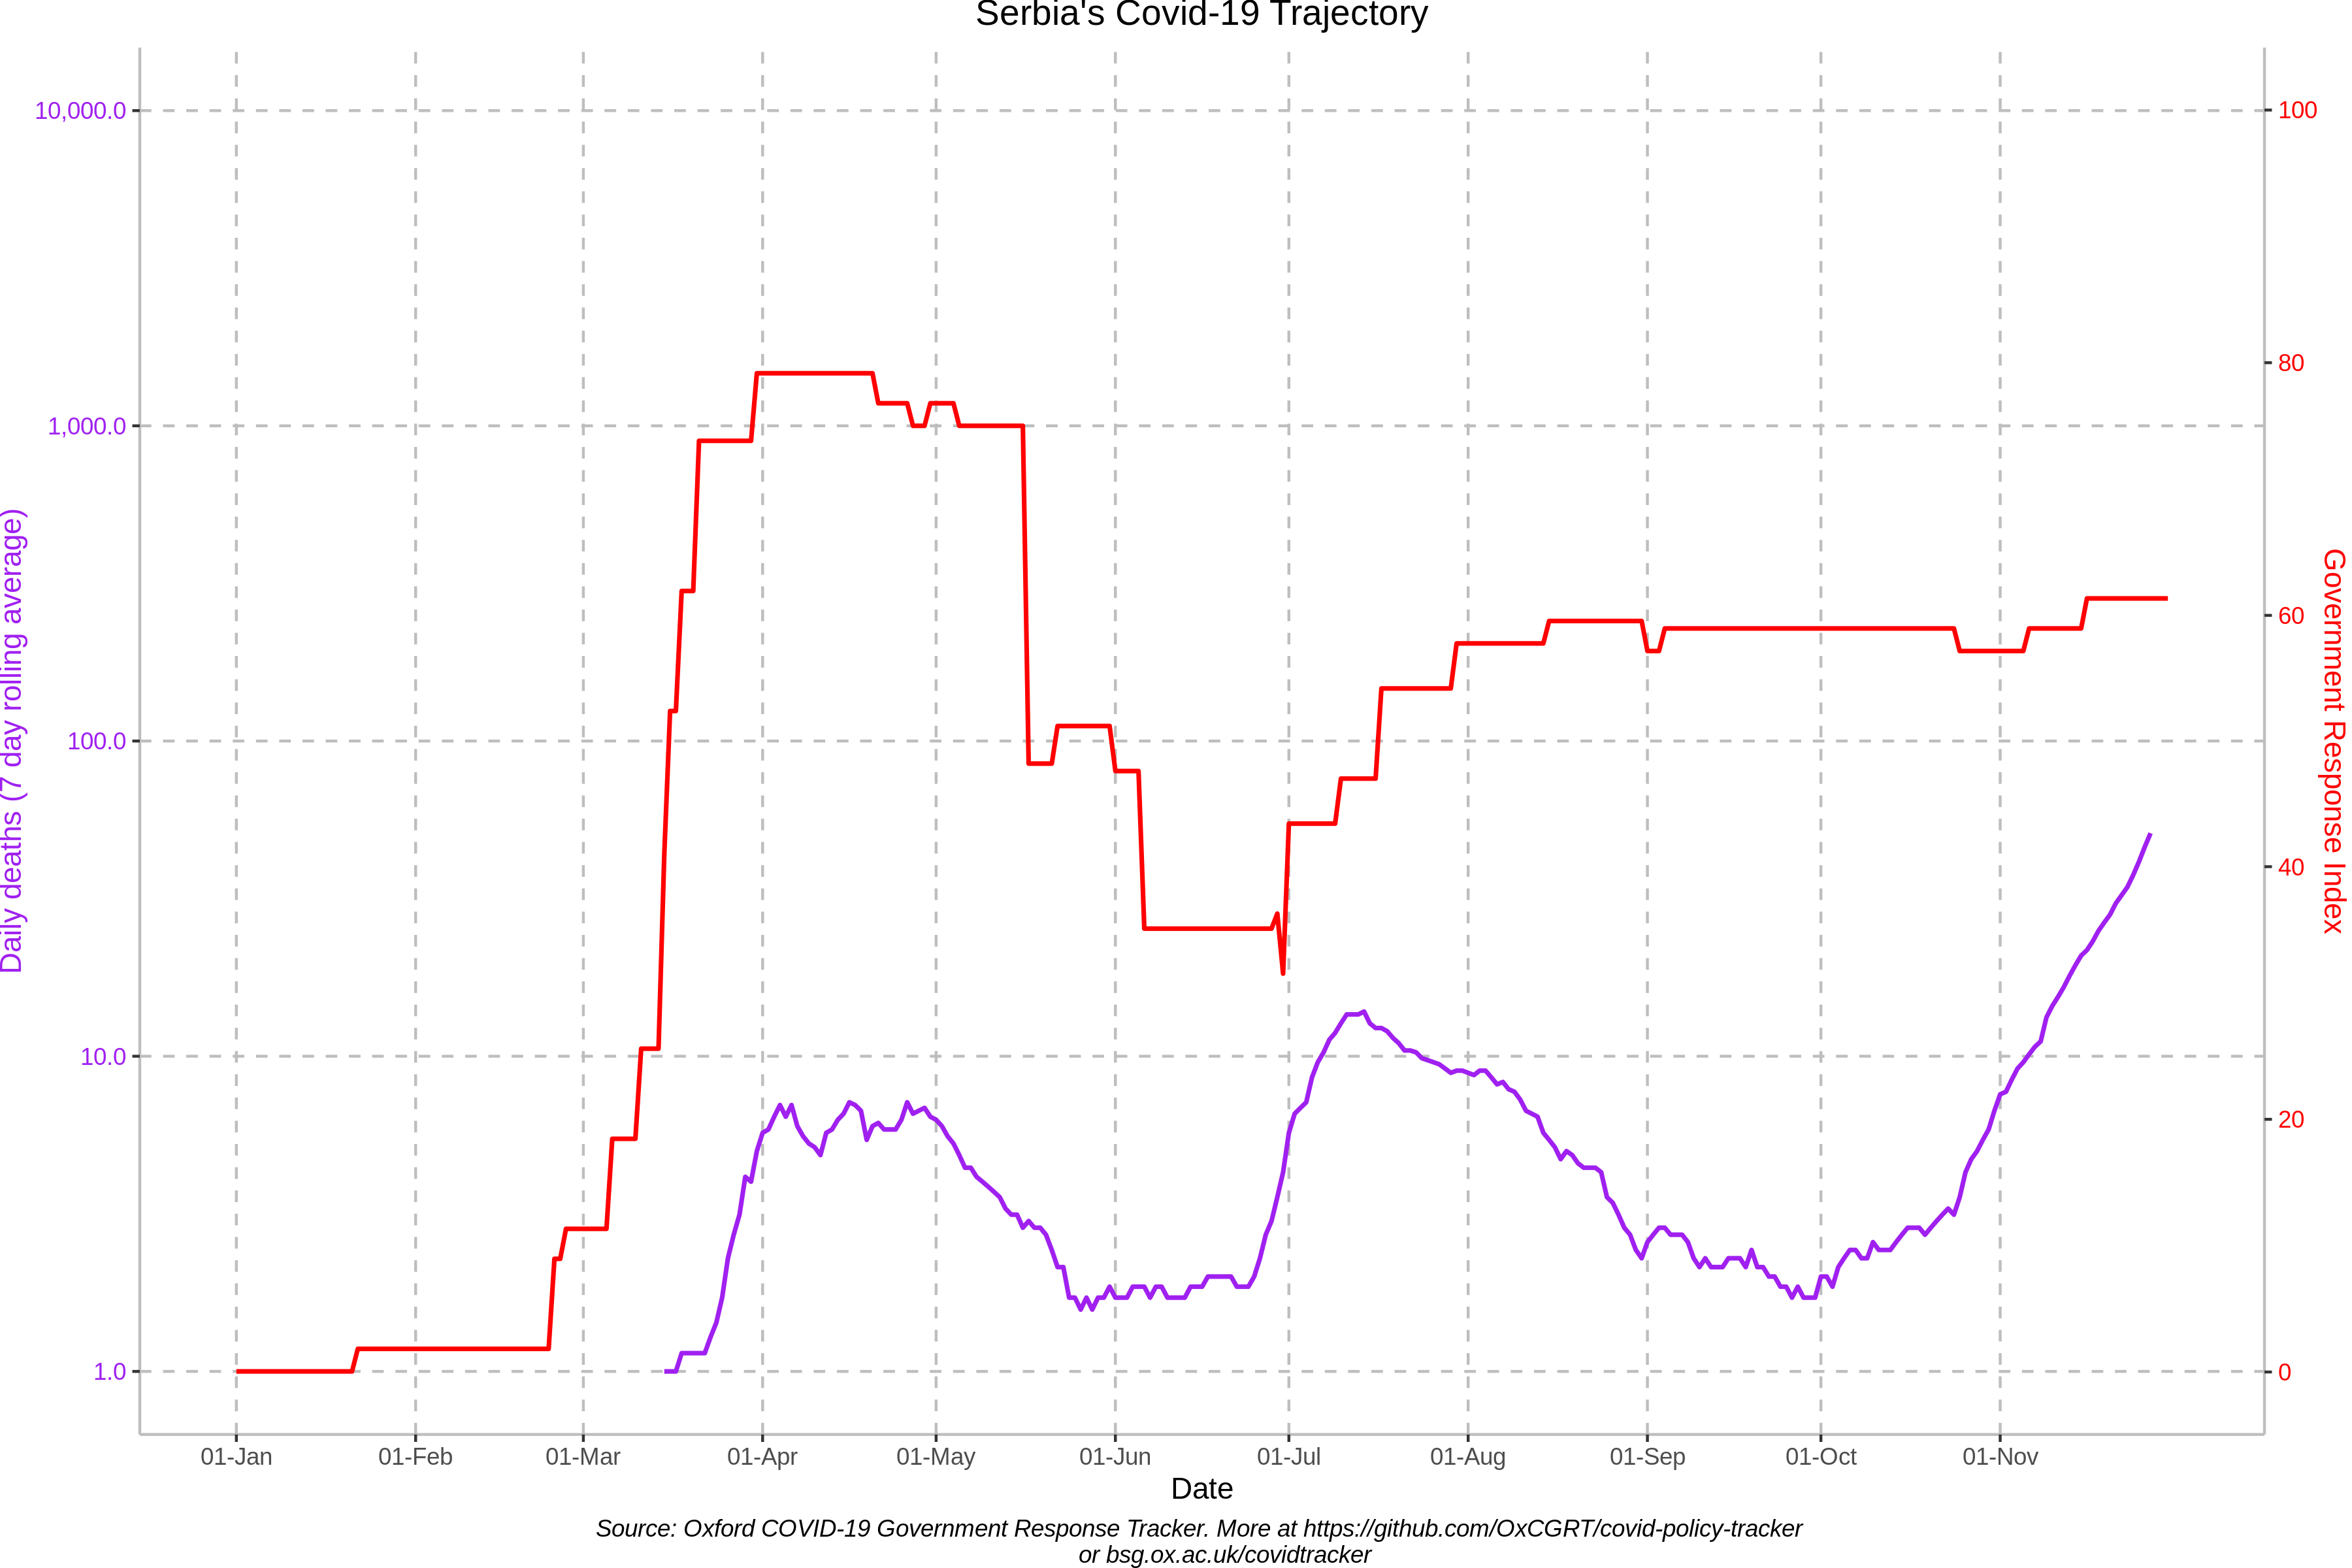 Serbia's Covid-19 Trajectory
10,000.0
1,000.0
100.0
10.0
1.0
Daily deaths (7 day rolling average)
100
80
60
40
20
0
Government Response Index
01-Jan
01-Feb
01-Mar
01-Apr
01-May
01-Jun
01-Jul
01-Aug
01-Sep
01-Oct
01-Nov
Date
Source: Oxford COVID-19 Government Response Tracker. More at https://github.com/OxCGRT/covid-policy-tracker
or bsg.ox.ac.uk/covidtracker